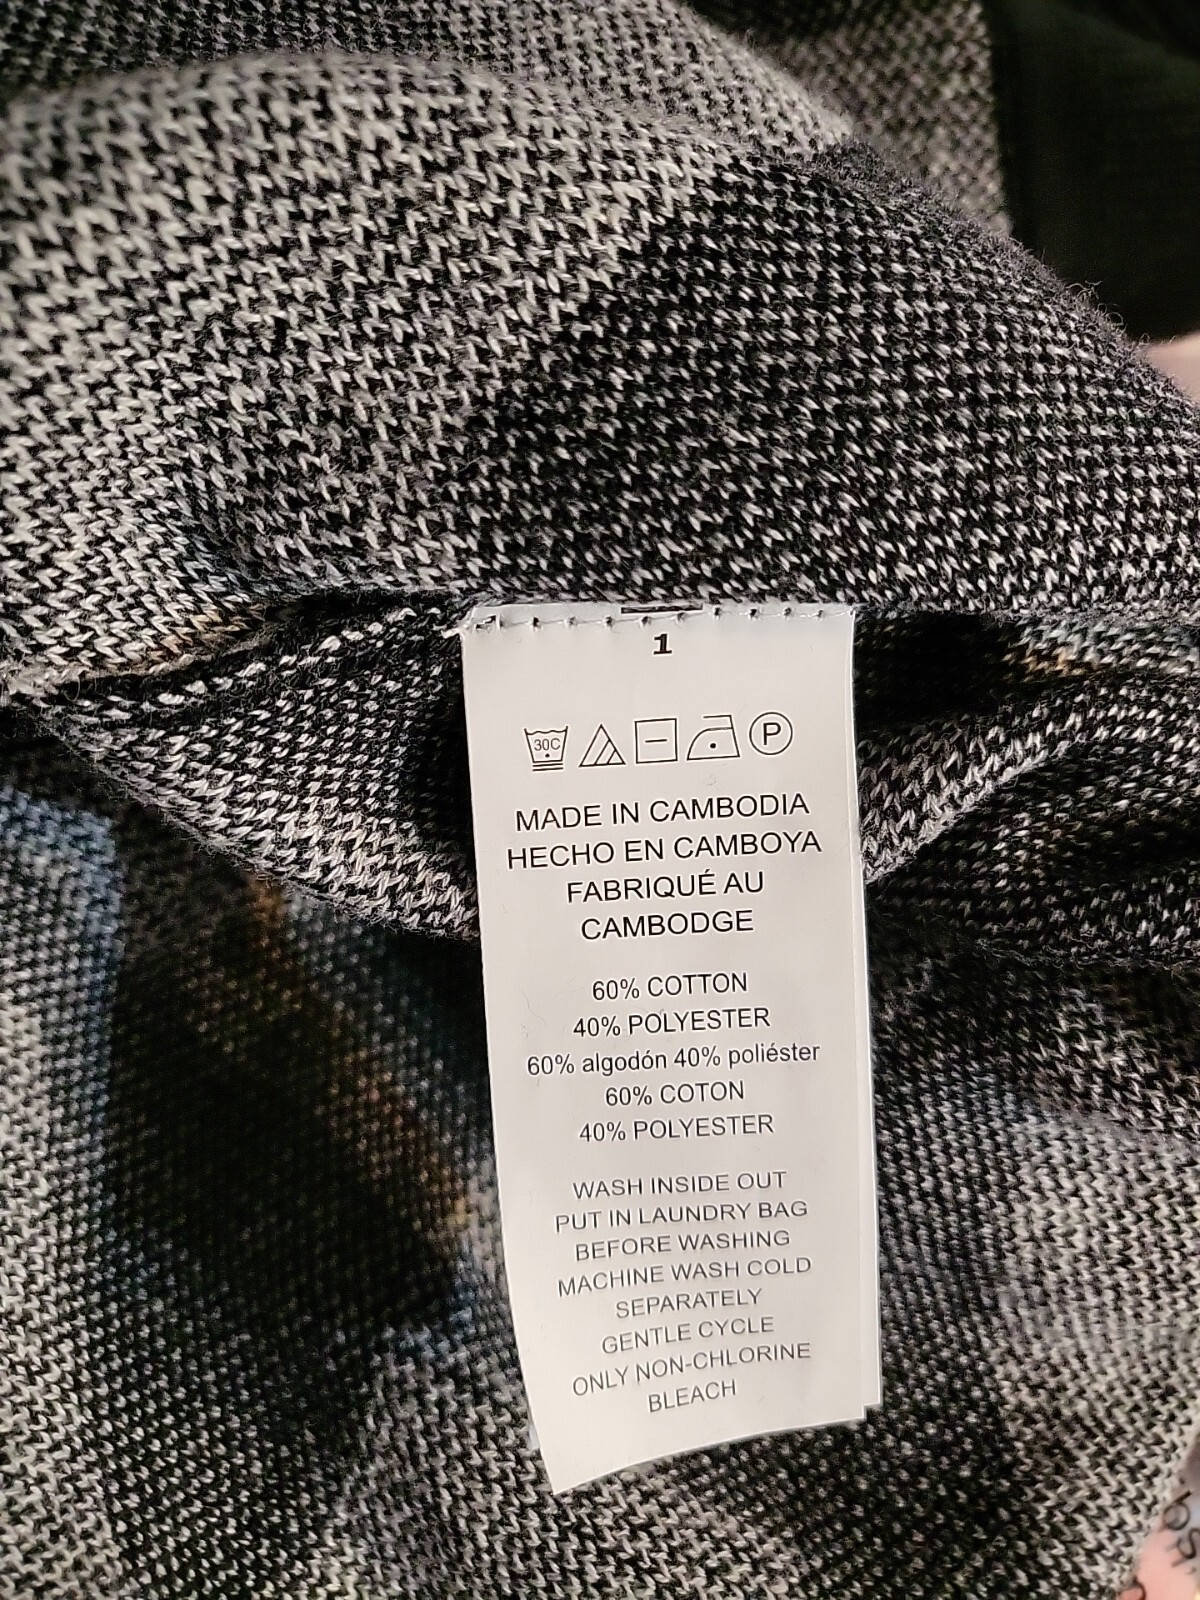 1
30C
P
MADE IN CAMBODIA
HECHO EN CAMBOYA
FABRIQUÉ AU
CAMBODGE
60% COTTON
40% POLYESTER
60% algodón 40% poliéster
60% COTON
40% POLYESTER
WASH INSIDE OUT
PUT IN LAUNDRY BAG
BEFORE WASHING
MACHINE WASH COLD
SEPARATELY
GENTLE CYCLE
ONLY NON-CHLORINE
BLEACH